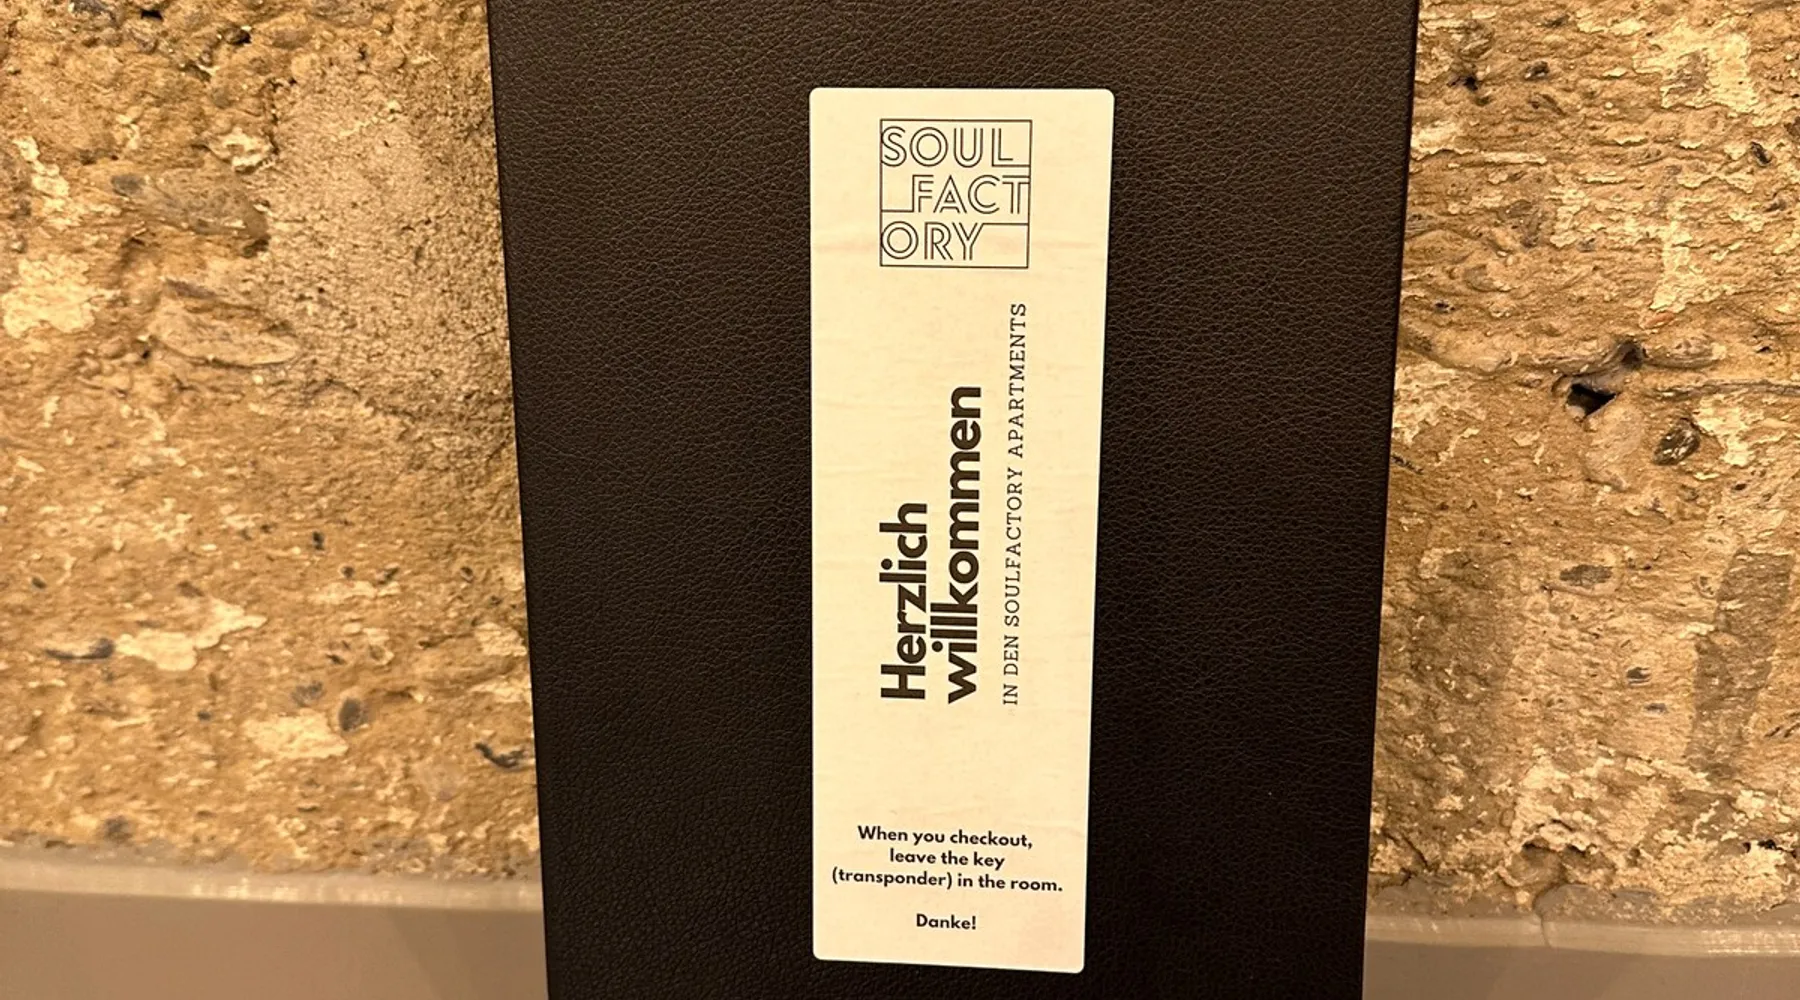 SOUL
FACT
ORY
Herzlich
willkommen
IN DEN SOULFACTORY APARTMENTS
When you checkout,
leave the key
(transponder) in the room.
Danke!